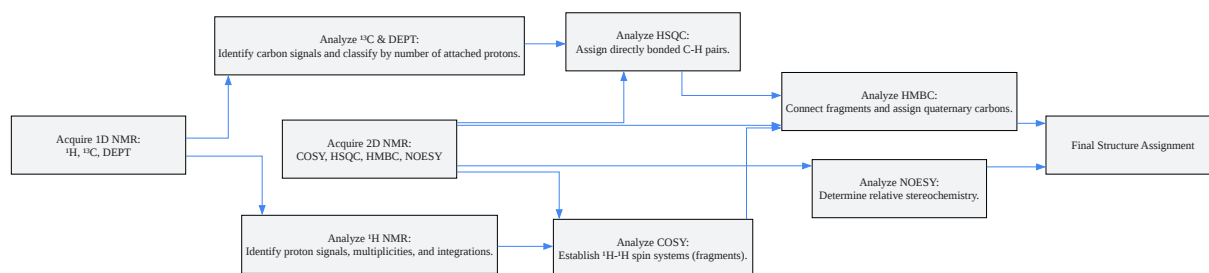 Analyze ¹³C & DEPT:
Identify carbon signals and classify by number of attached protons.
Analyze HSQC:
Assign directly bonded C-H pairs.
Analyze HMBC:
Connect fragments and assign quaternary carbons.
Acquire 1D NMR:
¹H, ¹³C, DEPT
Acquire 2D NMR:
COSY, HSQC, HMBC, NOESY
Final Structure Assignment
Analyze NOESY:
Determine relative stereochemistry.
Analyze ¹H NMR:
Identify proton signals, multiplicities, and integrations.
Analyze COSY:
Establish ¹H-¹H spin systems (fragments).